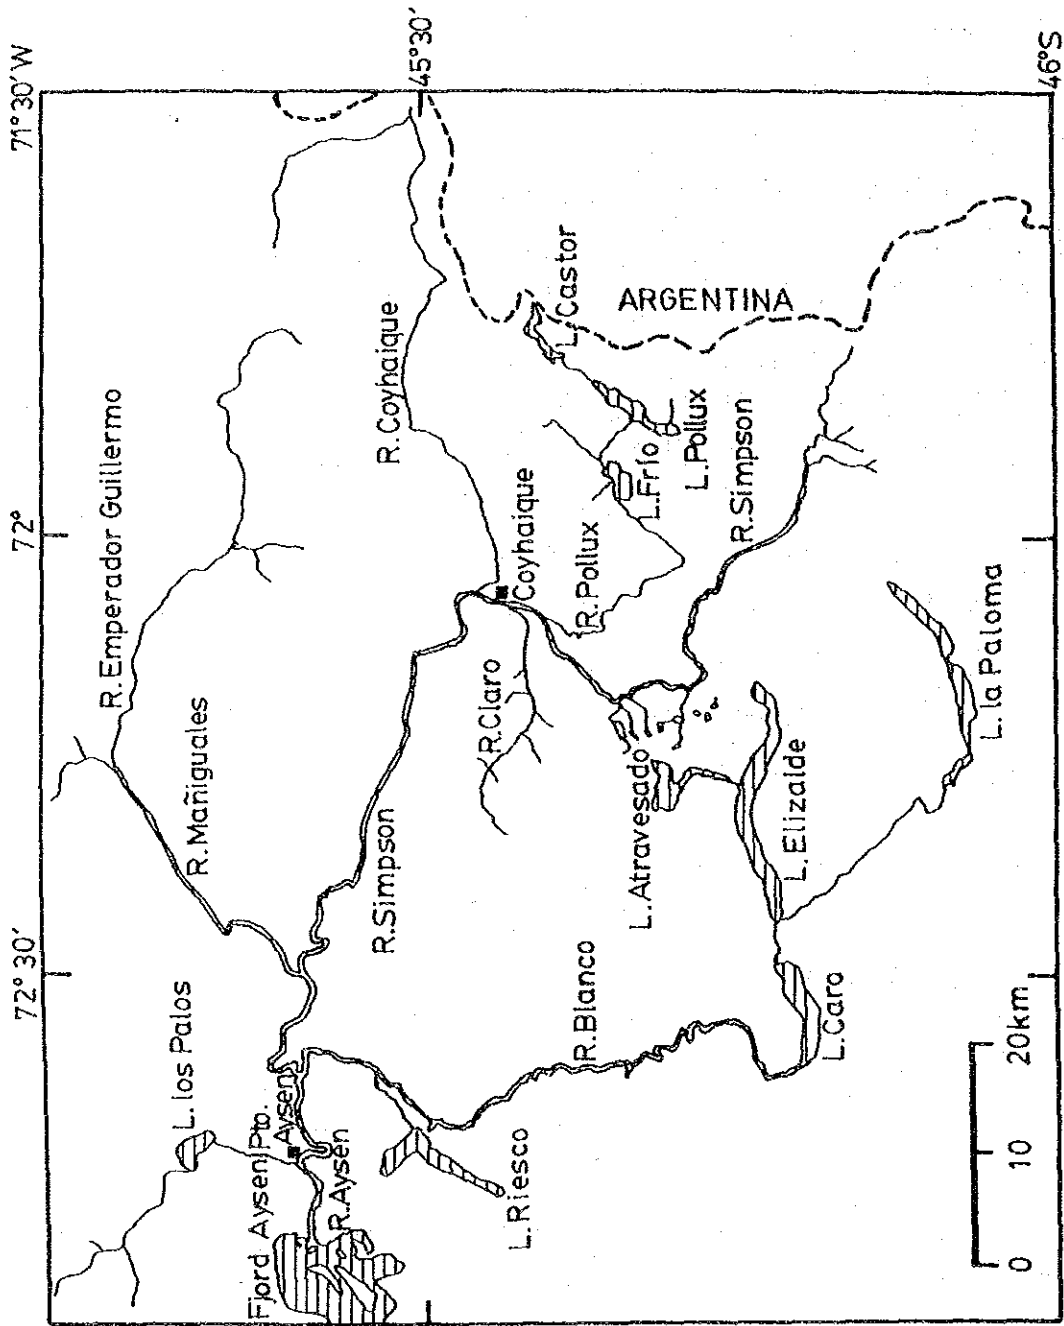 71° 30′ W
72°
72° 30′
45°30′
46°S
R. Emperador Guillermo
R. Mañiguales
L. los Palos
Fjord Aysen
Pto.
Aysen
R. Aysen
R. Coyhaique
R. Simpson
Coyhaique
R. Claro
R. Pollux
L. Castor
L. Frío
L. Pollux
ARGENTINA
R. Simpson
L. Riesco
R. Blanco
L. Atravesado
L. Elizalde
L. Caro
L. la Paloma
0 10 20km